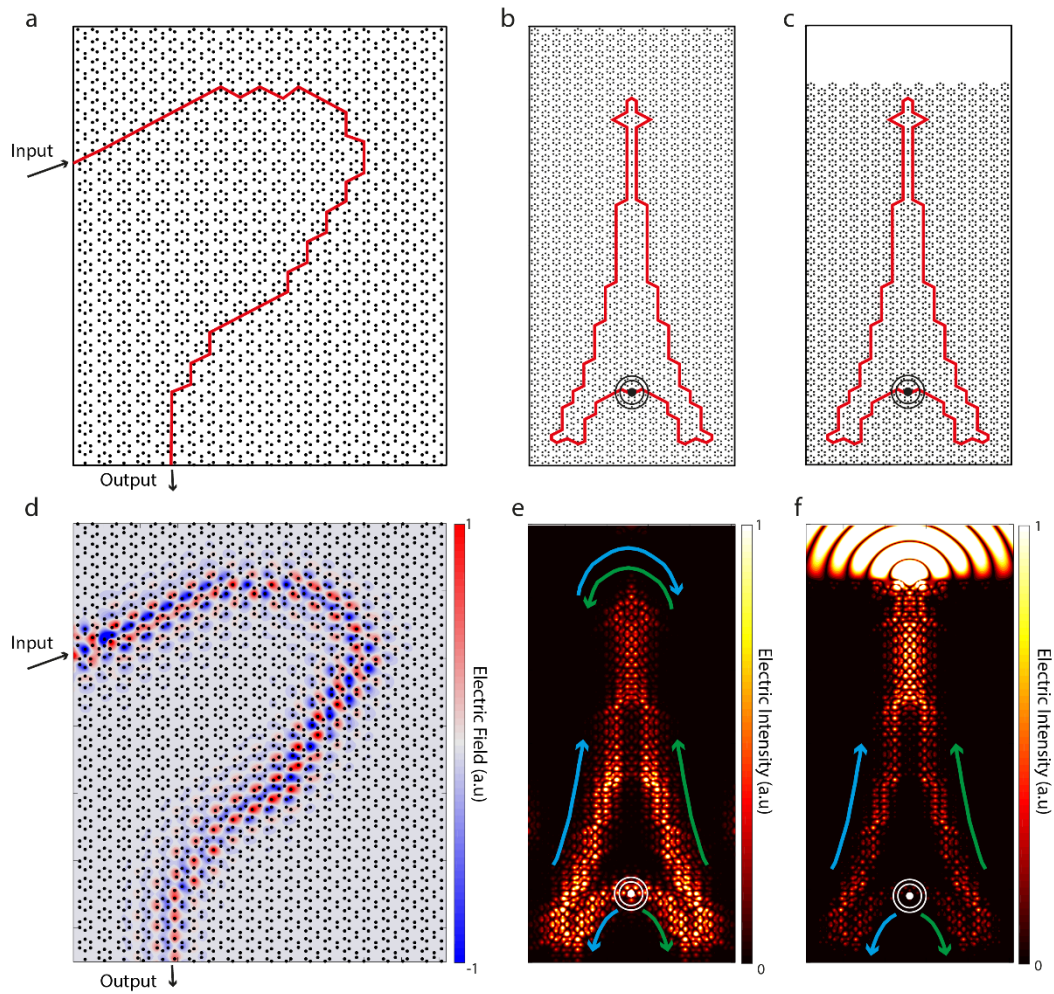 a
b
c
Input
Output
d
e
f
Input
Output
1
Electric Field (a.u)
-1
1
Electric Intensity (a.u)
0
1
Electric Intensity (a.u)
0